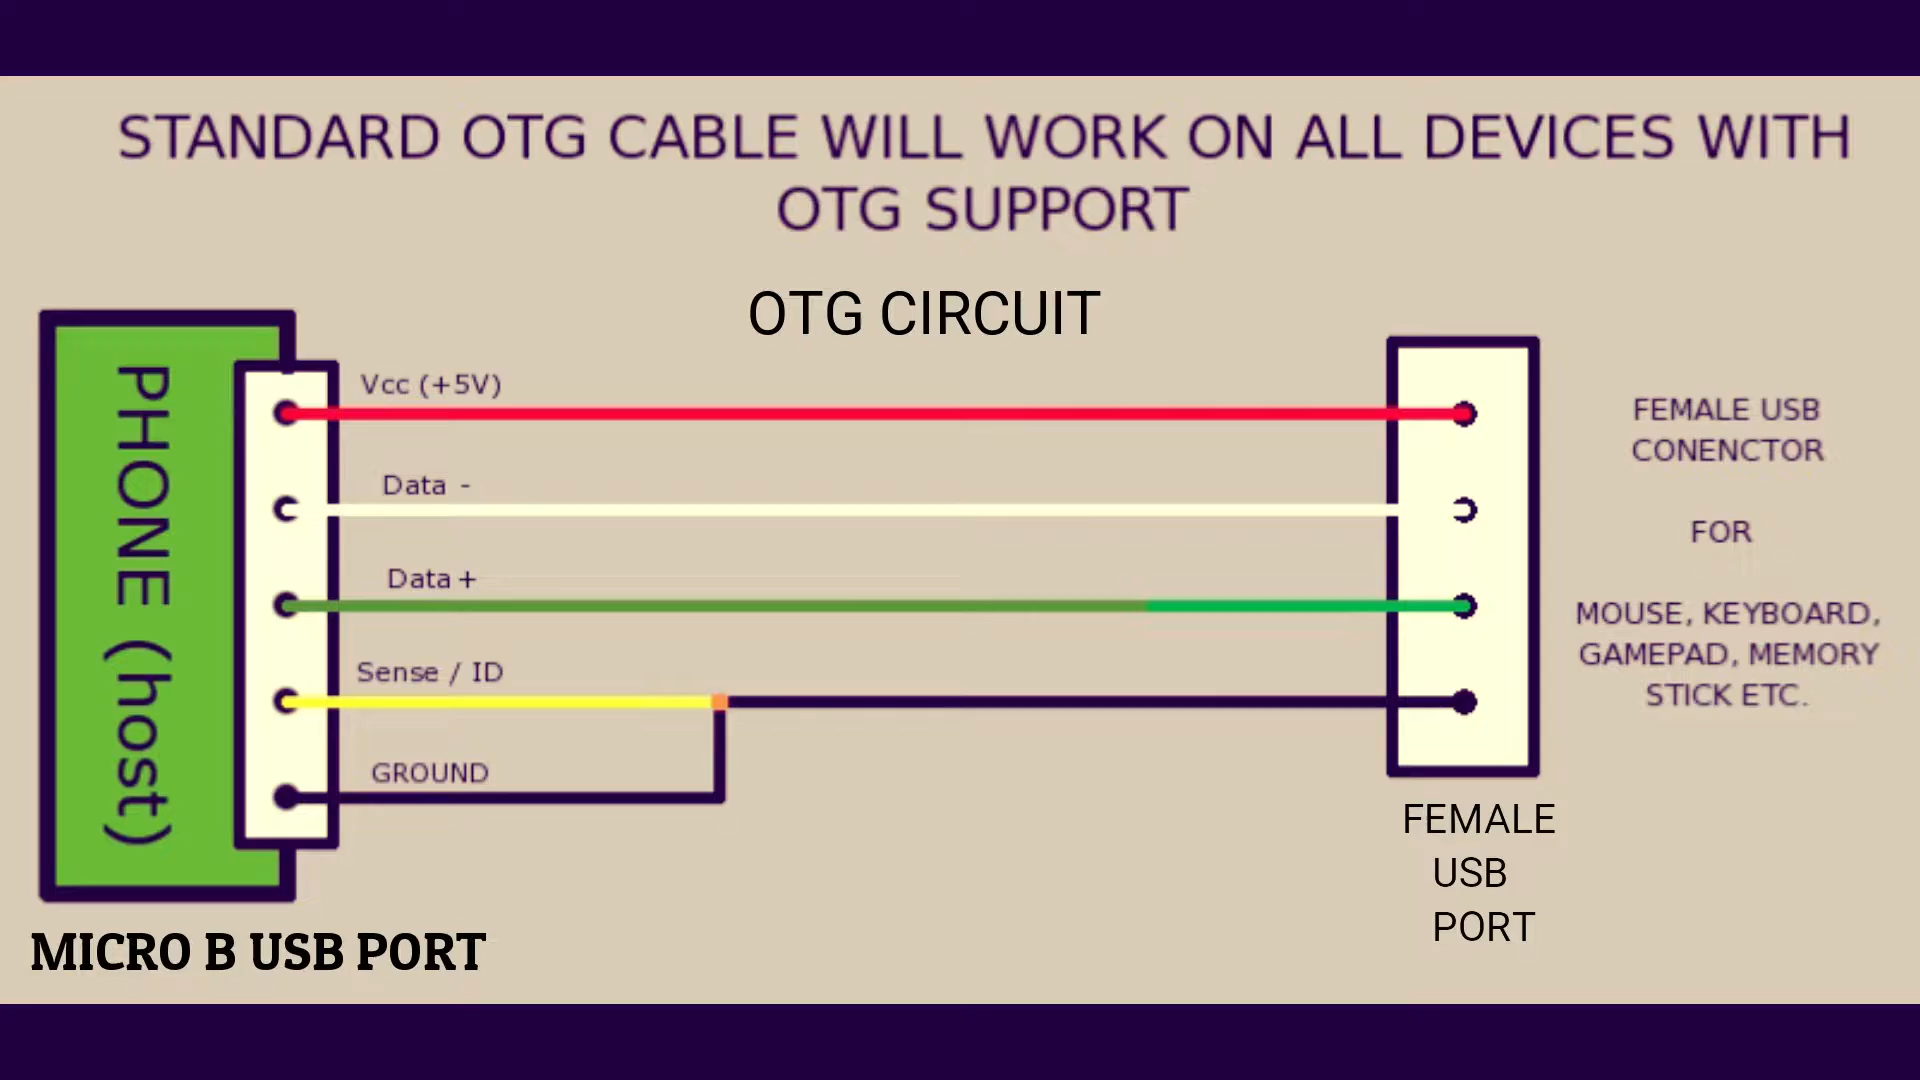 STANDARD OTG CABLE WILL WORK ON ALL DEVICES WITH
OTG SUPPORT
OTG CIRCUIT
PHONE (host)
Vcc (+5V)
Data -
Data +
Sense / ID
GROUND
MICRO B USB PORT
FEMALE USB
CONENCTOR
FOR
MOUSE, KEYBOARD,
GAMEPAD, MEMORY
STICK ETC.
FEMALE
USB
PORT